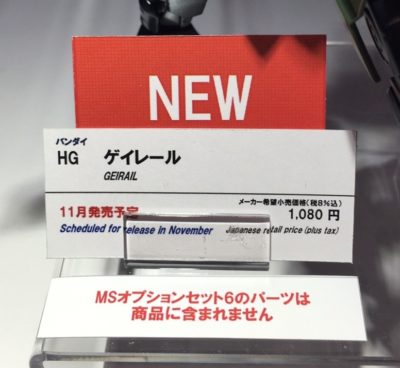 NEW
バンダイ
HG ゲイレール
GEIRAIL
メーカー希望小売価格(税8%込)
11月発売予定 1,080 円
Scheduled for release in November Japanese retail price (plus tax)
MSオプションセット6のパーツは
商品に含まれません